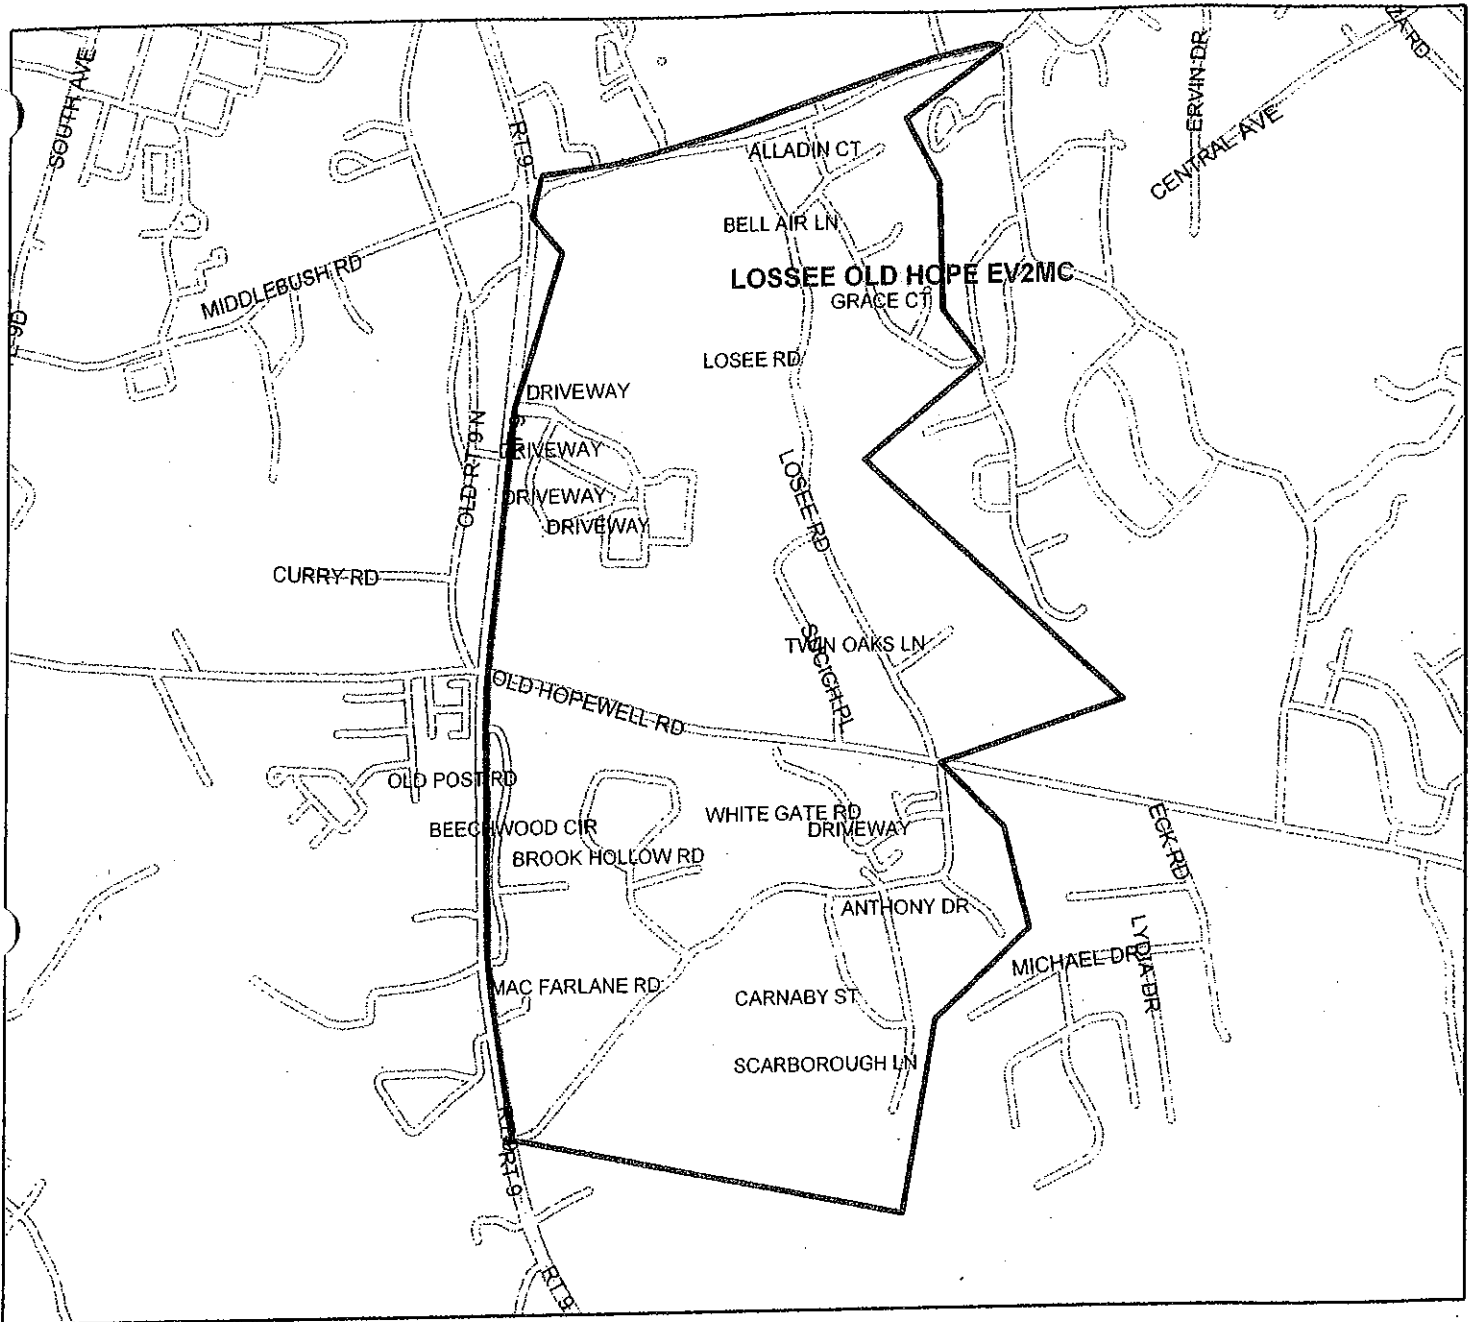 SOUTH AVE
RT 9
ERVIN DR
CENTRAL AVE
ALLADIN CT
BELL AIR LN
MIDDLEBUSH RD
LOSSEE OLD HOPE EV2MC
GRACE CT
LOSEE RD
DRIVEWAY
OLD RT 9 N
DRIVEWAY
DRIVEWAY
DRIVEWAY
LOSEE RD
CURRY RD
TWIN OAKS LN
OLD HOPEWELL RD
OLD POST RD
WHITE GATE RD
DRIVEWAY
BEECHWOOD CIR
BROOK HOLLOW RD
ECK RD
ANTHONY DR
LYDIA DR
MICHAEL DR
MAC FARLANE RD
CARNABY ST
SCARBOROUGH LN
RT 9
RT 9